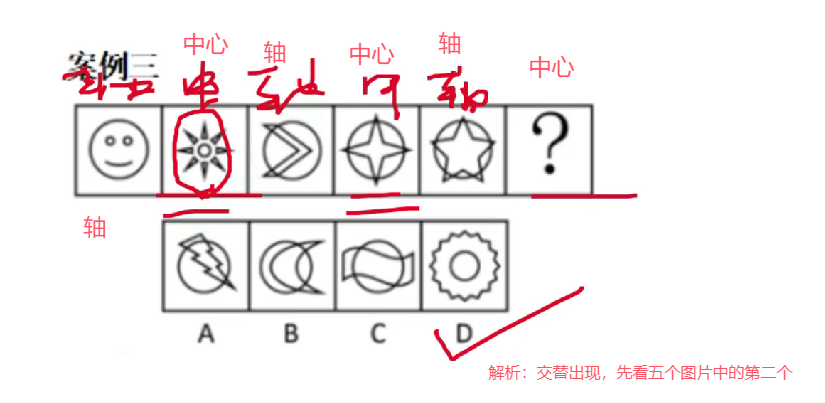 案例三
中心
轴
中心
轴
中心
轴 中 轴 中 轴
?
轴
A B C D
解析：交替出现，先看五个图片中的第二个